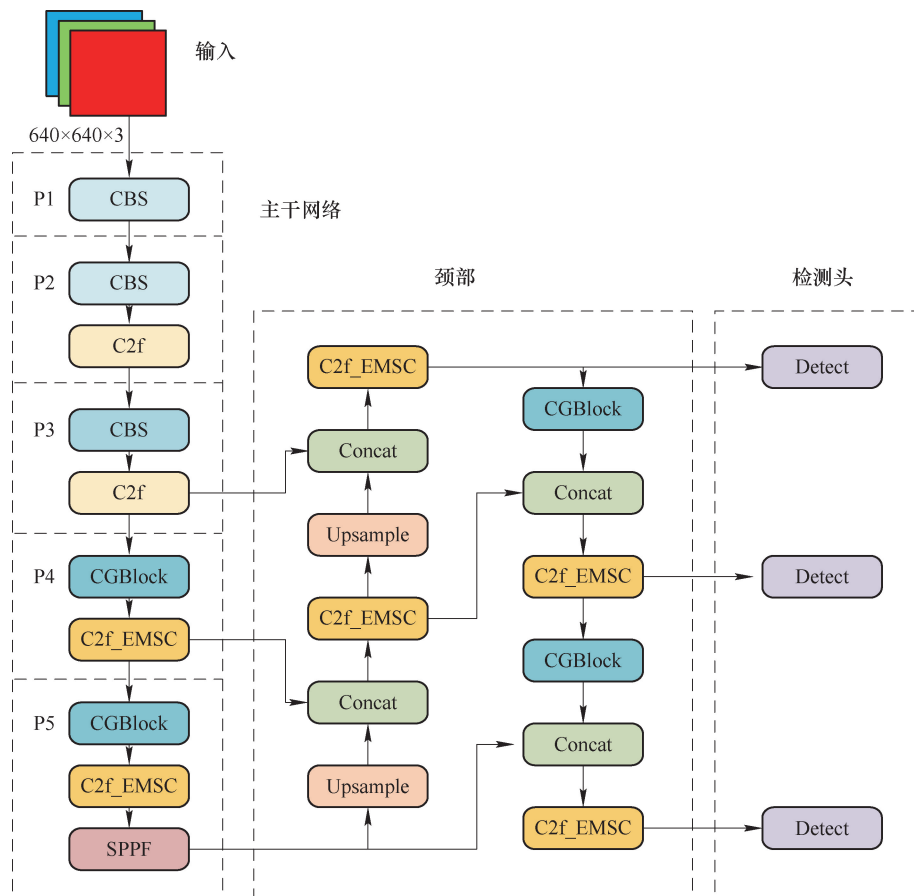 输入
640×640×3
P1
CBS
主干网络
P2
CBS
C2f
P3
CBS
C2f
P4
CGBlock
C2f_EMSC
P5
CGBlock
C2f_EMSC
SPPF
颈部
C2f_EMSC
Concat
Upsample
C2f_EMSC
Concat
Upsample
CGBlock
Concat
C2f_EMSC
CGBlock
Concat
C2f_EMSC
检测头
Detect
Detect
Detect